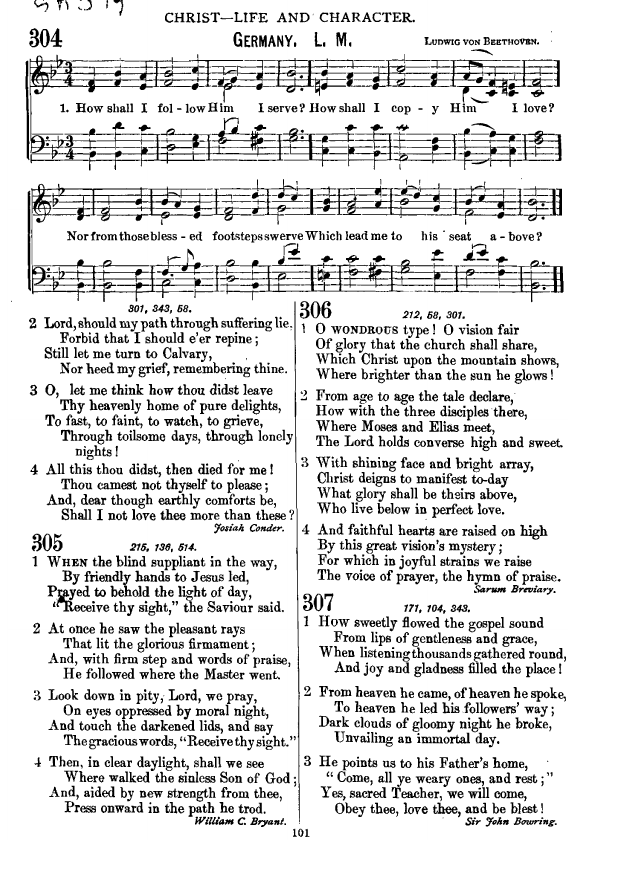 CHRIST—LIFE AND CHARACTER.
304
GERMANY. L. M.
LUDWIG VON BEETHOVEN.
1. How shall I fol - low Him I serve? How shall I cop - y Him I love?
Nor from those bless - ed footsteps swerve Which lead me to his seat a - bove?
301, 343, 58.
2 Lord, should my path through suffering lie,
Forbid that I should e'er repine;
Still let me turn to Calvary,
Nor heed my grief, remembering thine.
3 O, let me think how thou didst leave
Thy heavenly home of pure delights,
To fast, to faint, to watch, to grieve,
Through toilsome days, through lonely
nights!
4 All this thou didst, then died for me!
Thou camest not thyself to please;
And, dear though earthly comforts be,
Shall I not love thee more than these?
Josiah Conder.
305
215, 136, 514.
1 WHEN the blind suppliant in the way,
By friendly hands to Jesus led,
Prayed to behold the light of day,
"Receive thy sight," the Saviour said.
2 At once he saw the pleasant rays
That lit the glorious firmament;
And, with firm step and words of praise,
He followed where the Master went.
3 Look down in pity, Lord, we pray,
On eyes oppressed by moral night,
And touch the darkened lids, and say
The gracious words, "Receive thy sight."
4 Then, in clear daylight, shall we see
Where walked the sinless Son of God;
And, aided by new strength from thee,
Press onward in the path he trod.
William C. Bryant.
306
212, 58, 301.
1 O WONDROUS type! O vision fair
Of glory that the church shall share,
Which Christ upon the mountain shows,
Where brighter than the sun he glows!
2 From age to age the tale declare,
How with the three disciples there,
Where Moses and Elias meet,
The Lord holds converse high and sweet.
3 With shining face and bright array,
Christ deigns to manifest to-day
What glory shall be theirs above,
Who live below in perfect love.
4 And faithful hearts are raised on high
By this great vision's mystery;
For which in joyful strains we raise
The voice of prayer, the hymn of praise.
Sarum Breviary.
307
171, 104, 343.
1 How sweetly flowed the gospel sound
From lips of gentleness and grace,
When listening thousands gathered round,
And joy and gladness filled the place!
2 From heaven he came, of heaven he spoke,
To heaven he led his followers' way;
Dark clouds of gloomy night he broke,
Unvailing an immortal day.
3 He points us to his Father's home,
"Come, all ye weary ones, and rest;"
Yes, sacred Teacher, we will come,
Obey thee, love thee, and be blest!
Sir John Bowring.
101